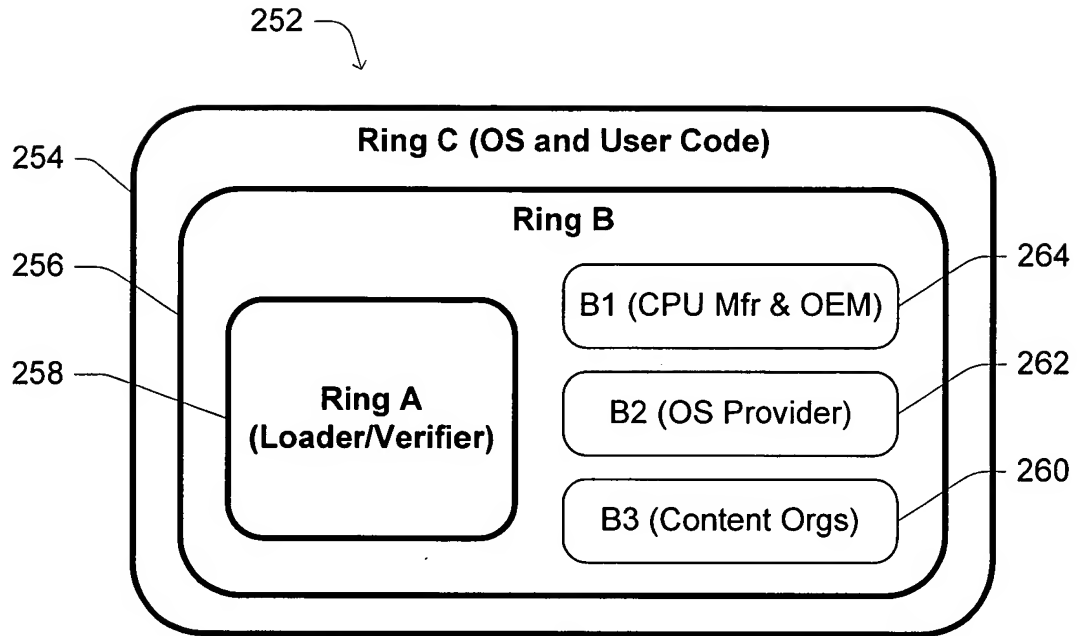 252
Ring C (OS and User Code)
254
Ring B
256
264
B1 (CPU Mfr & OEM)
258
262
Ring A
(Loader/Verifier)
B2 (OS Provider)
260
B3 (Content Orgs)